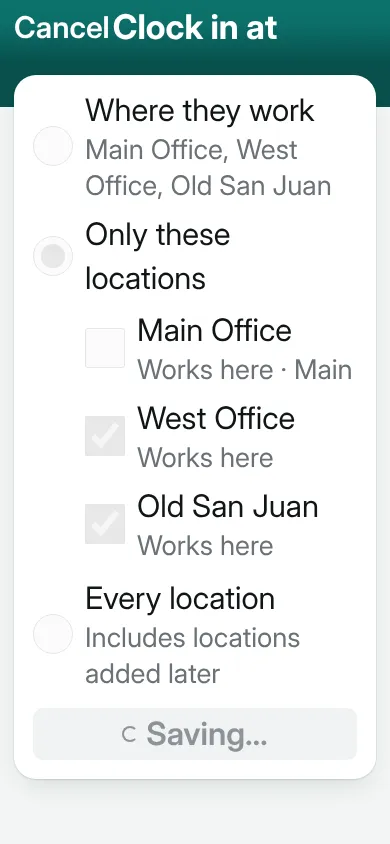 Cancel Clock in at
Where they work
Main Office, West
Office, Old San Juan
Only these
locations
Main Office
Works here · Main
West Office
Works here
Old San Juan
Works here
Every location
Includes locations
added later
Saving...